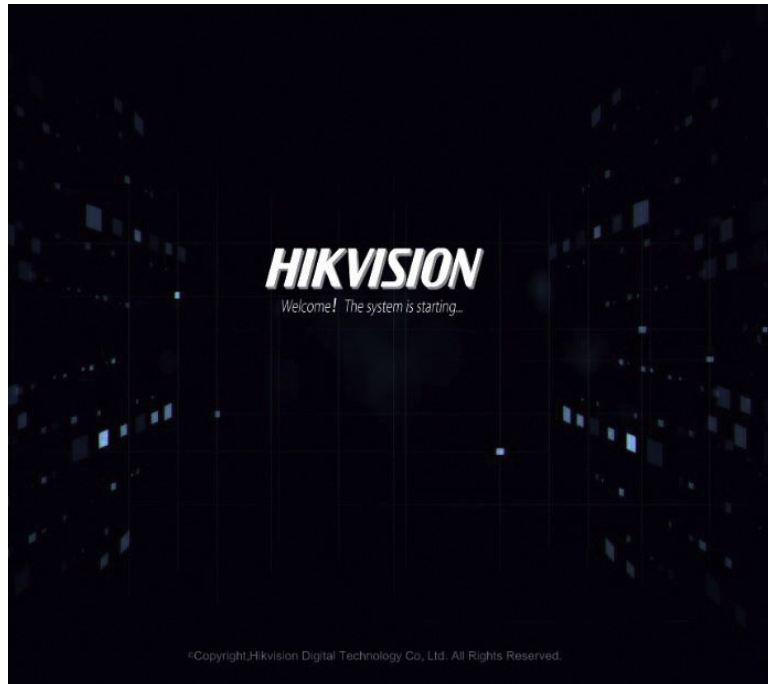 HIKVISION
Welcome! The system is starting...
©Copyright,Hikvision Digital Technology Co, Ltd. All Rights Reserved.